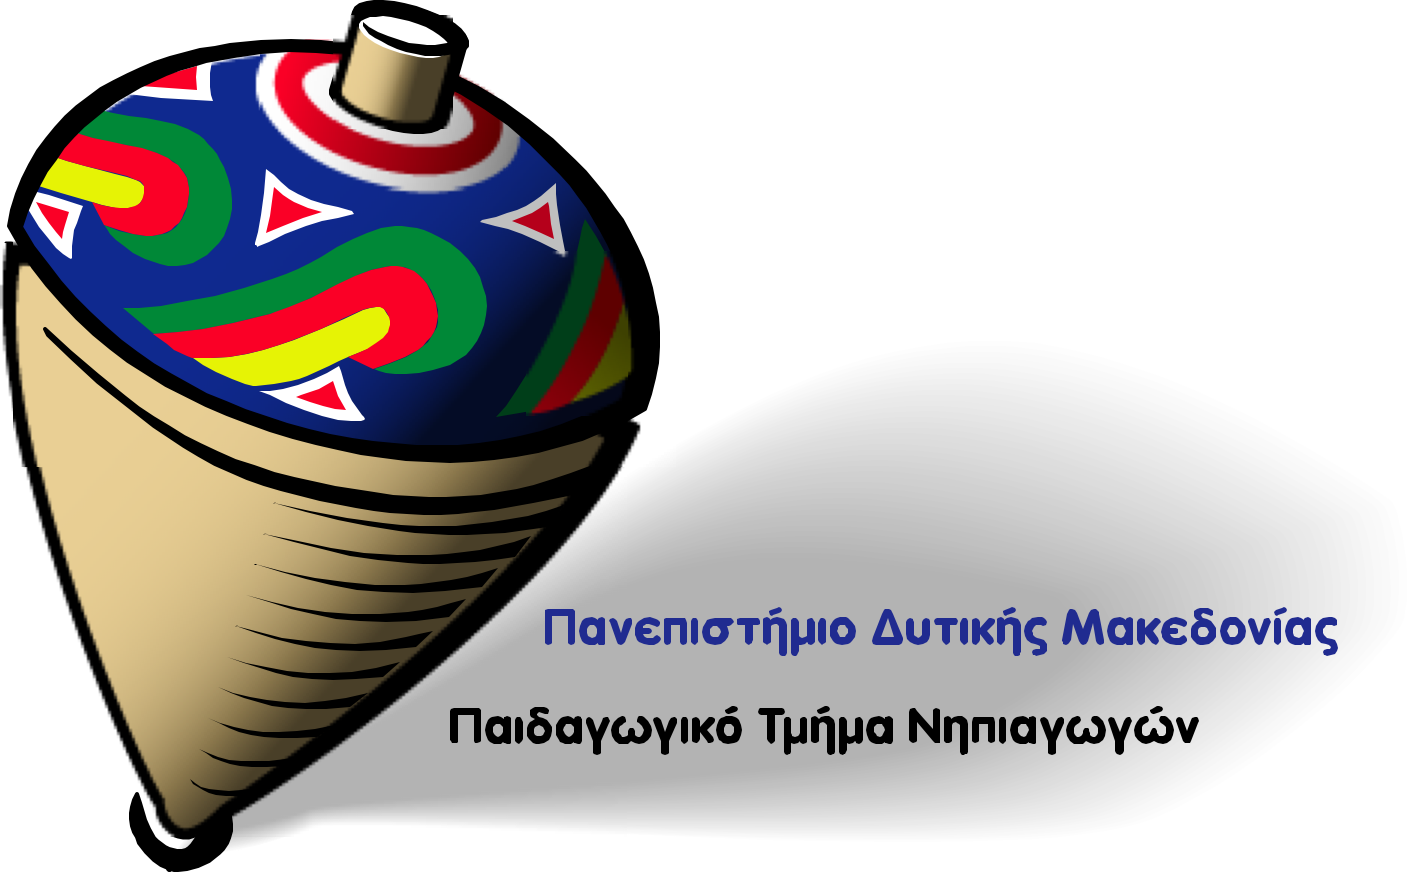 Πανεπιστήμιο Δυτικής Μακεδονίας
Παιδαγωγικό Τμήμα Νηπιαγωγών